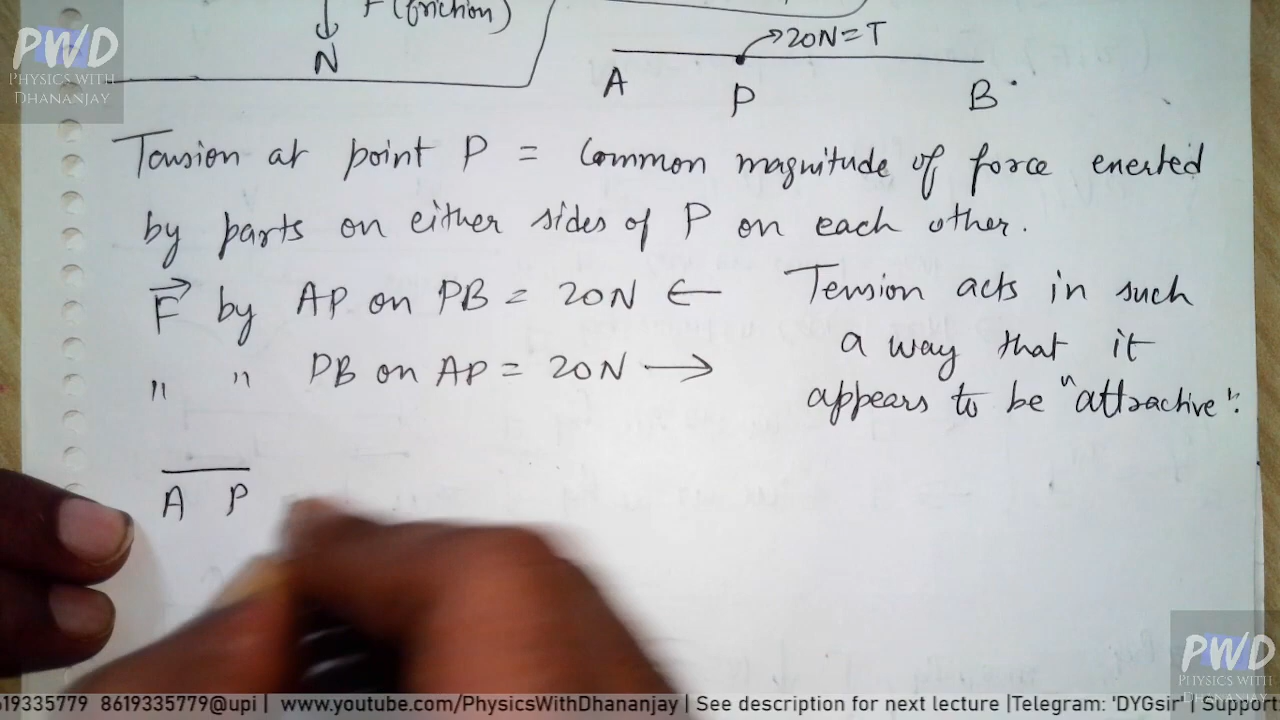 PWD
PHYSICS WITH
DHANANJAY
F (friction)
N
20N = T
A P B
Tension at point P = Common magnitude of force enerted
by parts on either sides of P on each other.
F by AP on PB = 20N ←
" " PB on AP = 20N →
Tension acts in such
a way that it
appears to be "attractive".
A P
PWD
PHYSICS WITH
DHANANJAY
619335779 8619335779@upi | www.youtube.com/PhysicsWithDhananjay | See description for next lecture |Telegram: 'DYGsir' | Support